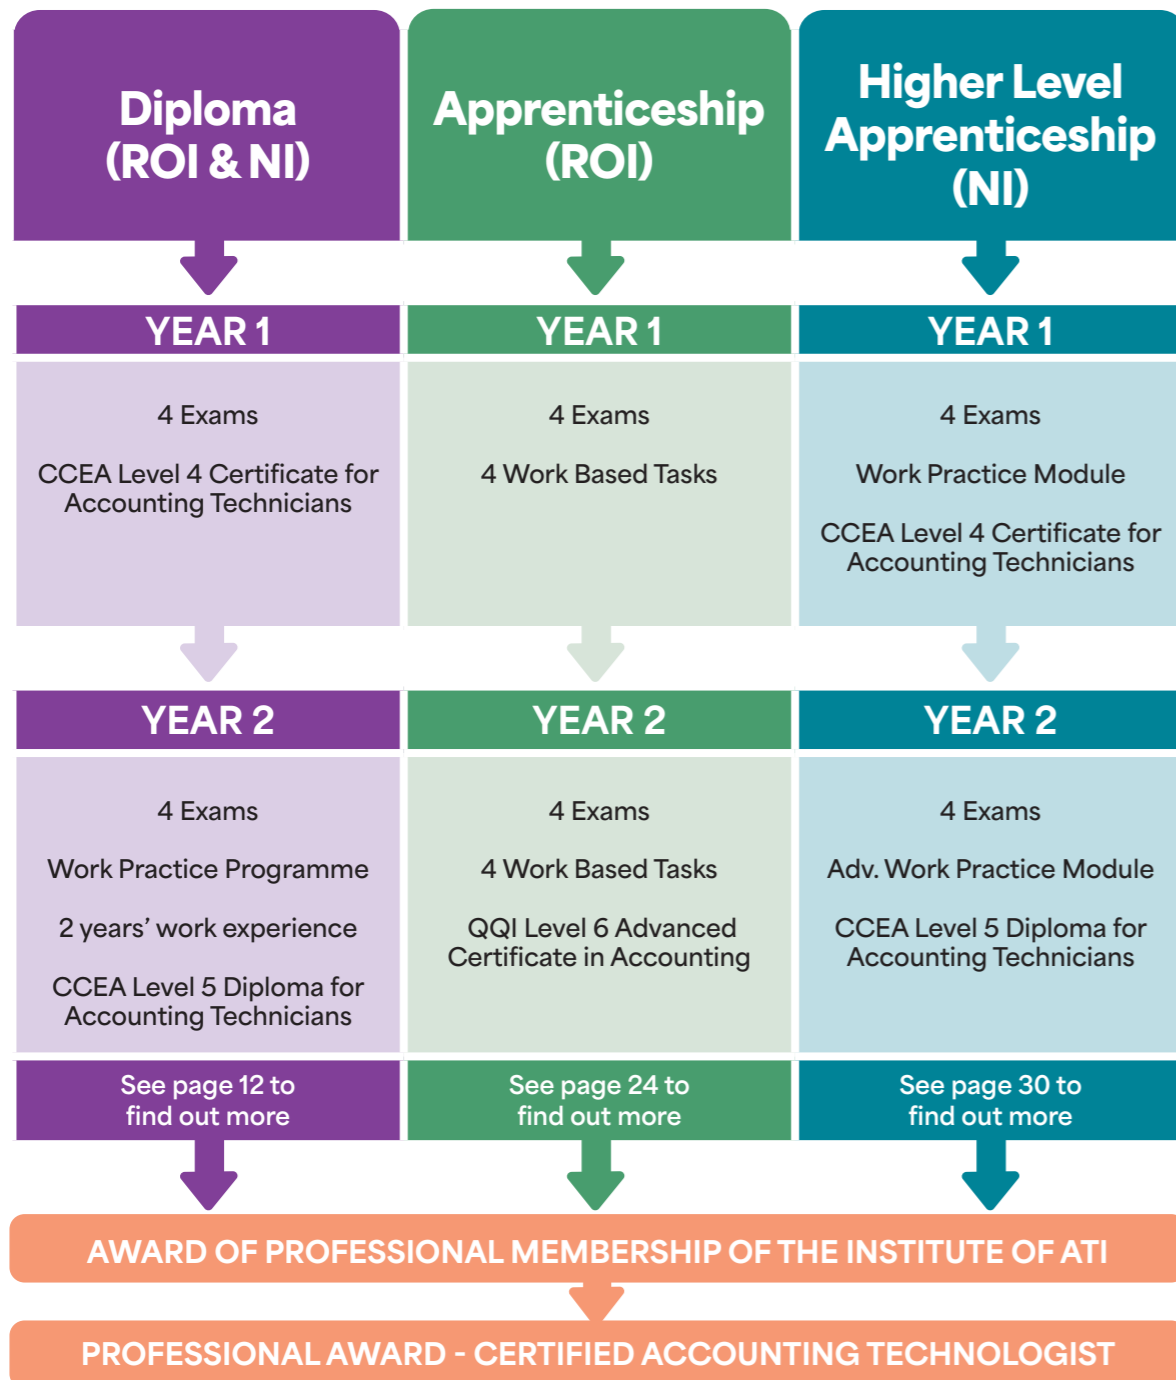 Diploma
(ROI & NI)
Apprenticeship
(ROI)
Higher Level
Apprenticeship
(NI)
YEAR 1
4 Exams
CCEA Level 4 Certificate for
Accounting Technicians
YEAR 1
4 Exams
4 Work Based Tasks
YEAR 1
4 Exams
Work Practice Module
CCEA Level 4 Certificate for
Accounting Technicians
YEAR 2
4 Exams
Work Practice Programme
2 years’ work experience
CCEA Level 5 Diploma for
Accounting Technicians
See page 12 to
find out more
YEAR 2
4 Exams
4 Work Based Tasks
QQI Level 6 Advanced
Certificate in Accounting
See page 24 to
find out more
YEAR 2
4 Exams
Adv. Work Practice Module
CCEA Level 5 Diploma for
Accounting Technicians
See page 30 to
find out more
AWARD OF PROFESSIONAL MEMBERSHIP OF THE INSTITUTE OF ATI
PROFESSIONAL AWARD - CERTIFIED ACCOUNTING TECHNOLOGIST